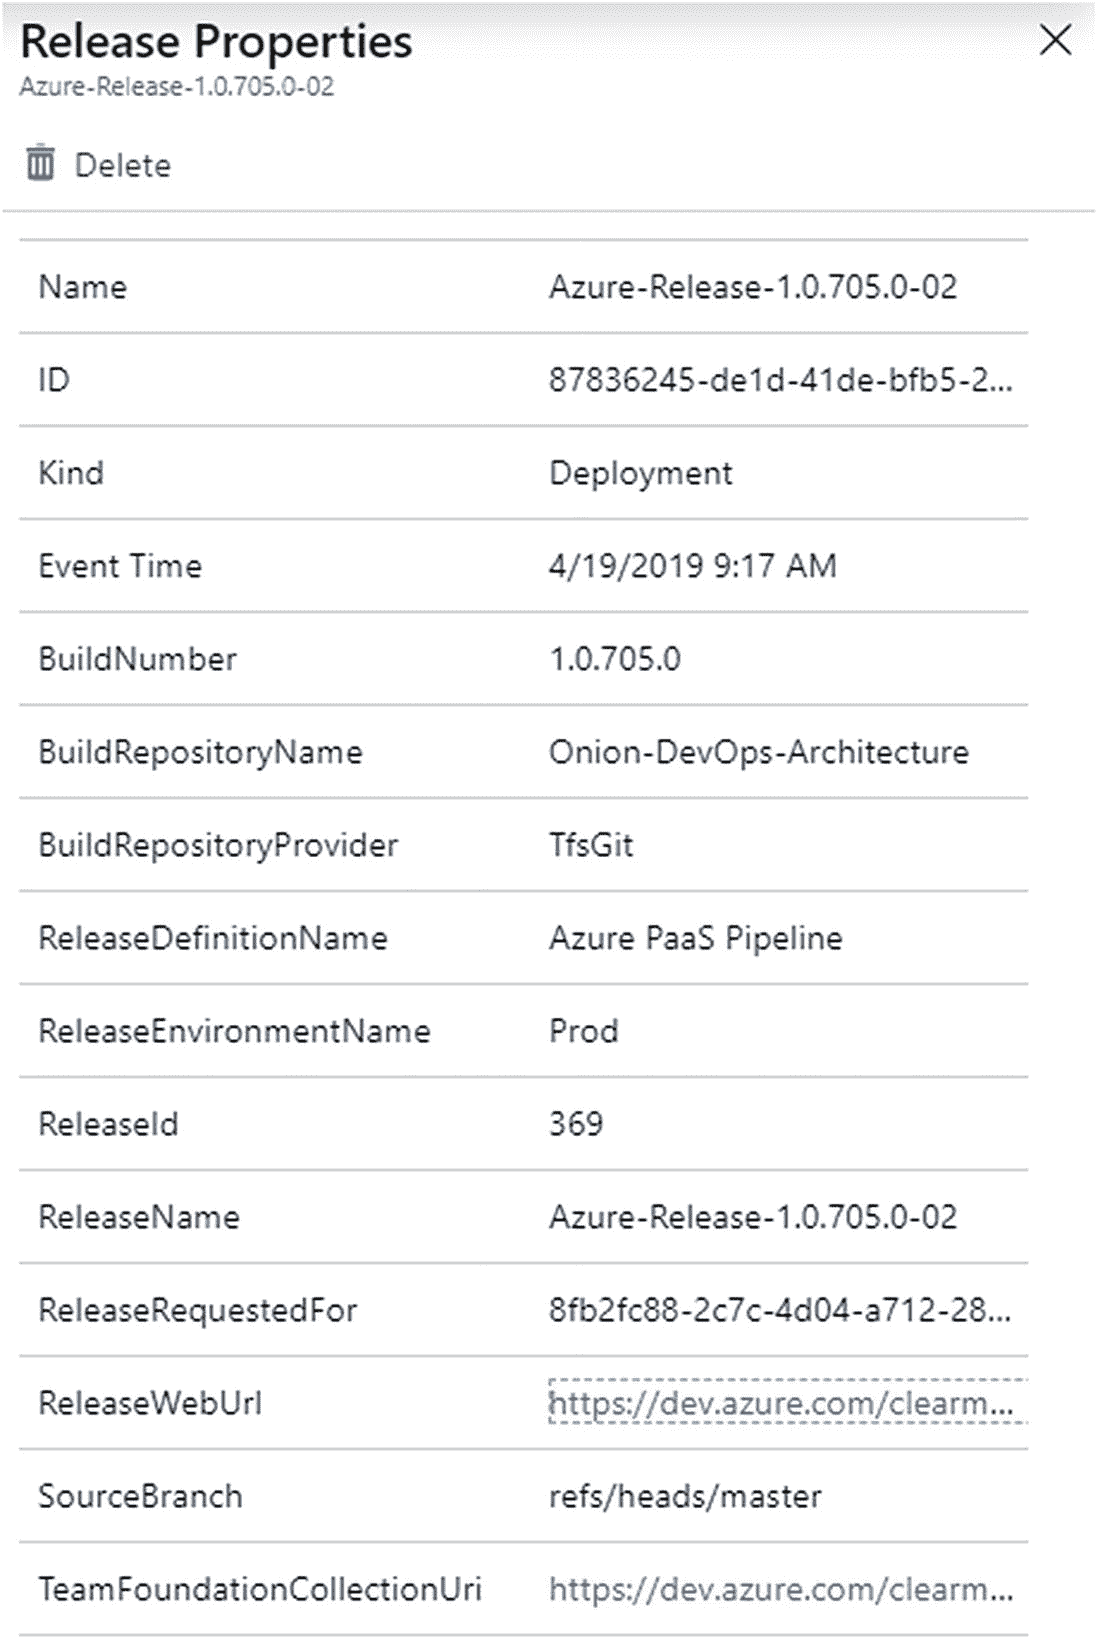 Release Properties
Azure-Release-1.0.705.0-02
Delete
Name Azure-Release-1.0.705.0-02
ID 87836245-de1d-41de-bfb5-2...
Kind Deployment
Event Time 4/19/2019 9:17 AM
BuildNumber 1.0.705.0
BuildRepositoryName Onion-DevOps-Architecture
BuildRepositoryProvider TfsGit
ReleaseDefinitionName Azure PaaS Pipeline
ReleaseEnvironmentName Prod
ReleaseId 369
ReleaseName Azure-Release-1.0.705.0-02
ReleaseRequestedFor 8fb2fc88-2c7c-4d04-a712-28...
ReleaseWebUrl https://dev.azure.com/clearm...
SourceBranch refs/heads/master
TeamFoundationCollectionUri https://dev.azure.com/clearm...